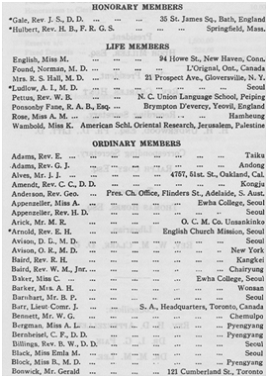 HONORARY MEMBERS
*Gale, Rev. J. S., D. D. ... 35 St. James Sq., Bath, England
*Hulbert, Rev. H. B., F. R. G. S. ... Springfield, Mass.
LIFE MEMBERS
English, Miss M. ... ... ... 94 Howe St., New Haven, Conn.
Found, Norman, M. D. ... ... ... L'Orignal, Ont., Canada
Mrs. R. S. Hall, M. D. ... 21 Prospect Ave., Gloversville, N. Y.
*Ludlow, A. I., M. D. ... ... ... ... ... Seoul
Pettus, Rev. W. B. ... N. C. Union Language School, Peiping
Ponsonby Fane, R. A. B., Esq. ... Brympton D'evercy, Yeovil, England
Rose, Miss A. M. ... ... ... ... ... Hamheung
Wambold, Miss K. American Schl. Oriental Research, Jerusalem, Palestine
ORDINARY MEMBERS
Adams, Rev. E. ... ... ... ... ... ... Taiku
Adams, Rev. G. J. ... ... ... ... ... Andong
Alves, Mr. J. J. ... ... ... 4767, 51st. St., Oakland, Cal.
Amendt, Rev. C. C., D. D. ... ... ... ... Kongju
Anderson, Rev. Geo. Pres. Ch. Office, Flinders St., Adelaide, S. Aust.
Appenzeller, Miss A. ... ... ... Ewha College, Seoul
Appenzeller, Rev. H. D. ... ... ... ... Seoul
Arick, Mr. M. R. ... ... ... O. C. M. Co. Unsankinko
*Arnold, Rev. E. H. ... ... English Church Mission, Seoul
Avison, D. D., M. D. ... ... ... ... Seoul
Avison, O. R., M. D. ... ... ... ... New York
Baird, Rev. R. H. ... ... ... ... ... Kangkei
Baird, Rev. W. M., Jnr. ... ... ... ... Chairyung
Baker, Miss C. ... ... ... ... Ewha College, Seoul
Barker, Mrs. A. H. ... ... ... ... Wonsan
Barnhart, Mr. B. P. ... ... ... ... Seoul
Barr, Lieut Commr. J. ... S. A., Headquarters, Toronto, Canada
Bennett, Mr. W. G. ... ... ... ... Chemulpo
Bergman, Miss A. L. ... ... ... ... Pyengyang
Bernheisel, C. F., D. D. ... ... ... Pyengyang
Billings, Rev. B. W., D. D. ... ... ... Seoul
Black, Miss Emla M. ... ... ... ... Seoul
Block, Miss B. M. ... ... ... ... Pyengyang
Bonwick, Mr. Gerald ... ... 121 Cumberland St., Toronto